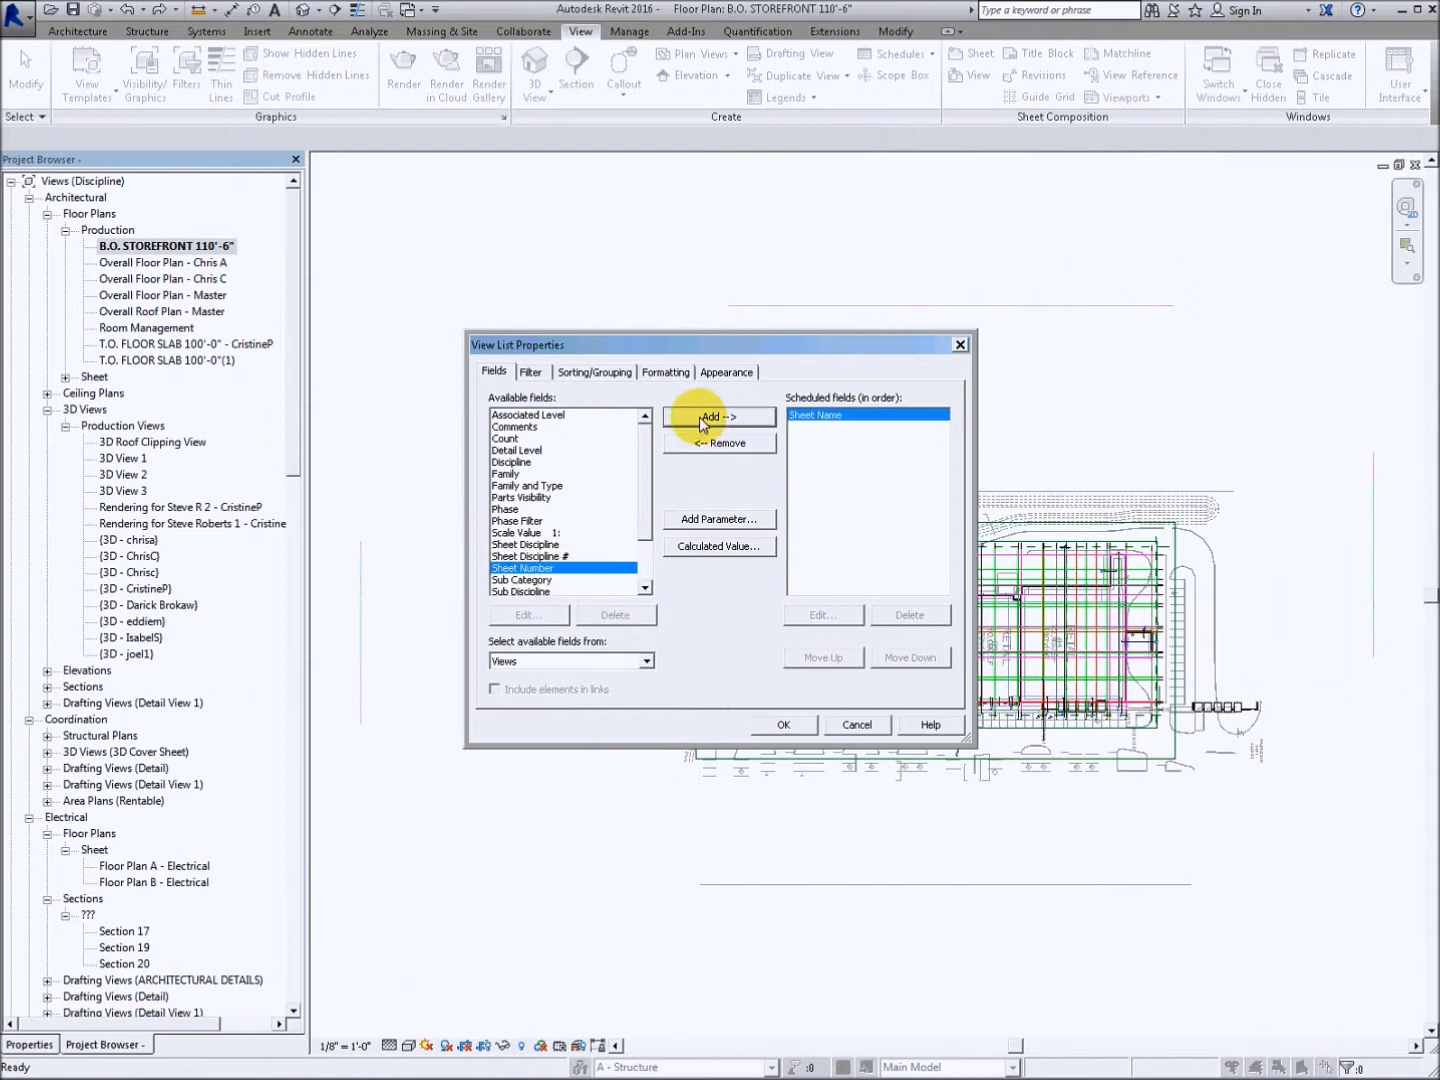 Autodesk Revit 2016 - Floor Plan: B.O. STOREFRONT 110'-6"
Type a keyword or phrase
Sign In
Architecture Structure Systems Insert Annotate Analyze Massing & Site Collaborate View Manage Add-Ins Quantification Extensions Modify
Modify
View Templates
Visibility/ Graphics
Filters
Thin Lines
Show Hidden Lines
Remove Hidden Lines
Cut Profile
Render
Render in Cloud
Render Gallery
3D View
Section
Callout
Plan Views
Elevation
Drafting View
Duplicate View
Legends
Schedules
Scope Box
Sheet
View
Title Block
Revisions
Guide Grid
Matchline
View Reference
Viewports
Switch Windows
Close Hidden
Replicate
Cascade
Tile
User Interface
Select Graphics Create Sheet Composition Windows
Project Browser -
Views (Discipline)
Architectural
Floor Plans
Production
B.O. STOREFRONT 110'-6"
Overall Floor Plan - Chris A
Overall Floor Plan - Chris C
Overall Floor Plan - Master
Overall Roof Plan - Master
Room Management
T.O. FLOOR SLAB 100'-0" - CristineP
T.O. FLOOR SLAB 100'-0"(1)
Sheet
Ceiling Plans
3D Views
Production Views
3D Roof Clipping View
3D View 1
3D View 2
3D View 3
Rendering for Steve R 2 - CristineP
Rendering for Steve Roberts 1 - Cristine
{3D - chrisa}
{3D - ChrisC}
{3D - Chrisc}
{3D - CristineP}
{3D - Darick Brokaw}
{3D - eddiem}
{3D - IsabelS}
{3D - joel1}
Elevations
Sections
Drafting Views (Detail View 1)
Coordination
Structural Plans
3D Views (3D Cover Sheet)
Drafting Views (Detail)
Drafting Views (Detail View 1)
Area Plans (Rentable)
Electrical
Floor Plans
Sheet
Floor Plan A - Electrical
Floor Plan B - Electrical
Sections
???
Section 17
Section 19
Section 20
Drafting Views (ARCHITECTURAL DETAILS)
Drafting Views (Detail)
Drafting Views (Detail View 1)
Properties Project Browser -
View List Properties
Fields Filter Sorting/Grouping Formatting Appearance
Available fields:
Associated Level
Comments
Count
Detail Level
Discipline
Family
Family and Type
Parts Visibility
Phase
Phase Filter
Scale Value 1:
Sheet Discipline
Sheet Discipline #
Sheet Number
Sub Category
Sub Discipline
Add -->
<-- Remove
Add Parameter...
Calculated Value...
Scheduled fields (in order):
Sheet Name
Edit... Delete Edit... Delete
Select available fields from:
Views
Move Up Move Down
Include elements in links
OK Cancel Help
2D
1/8" = 1'-0"
Ready
A - Structure
:0
Main Model
:0